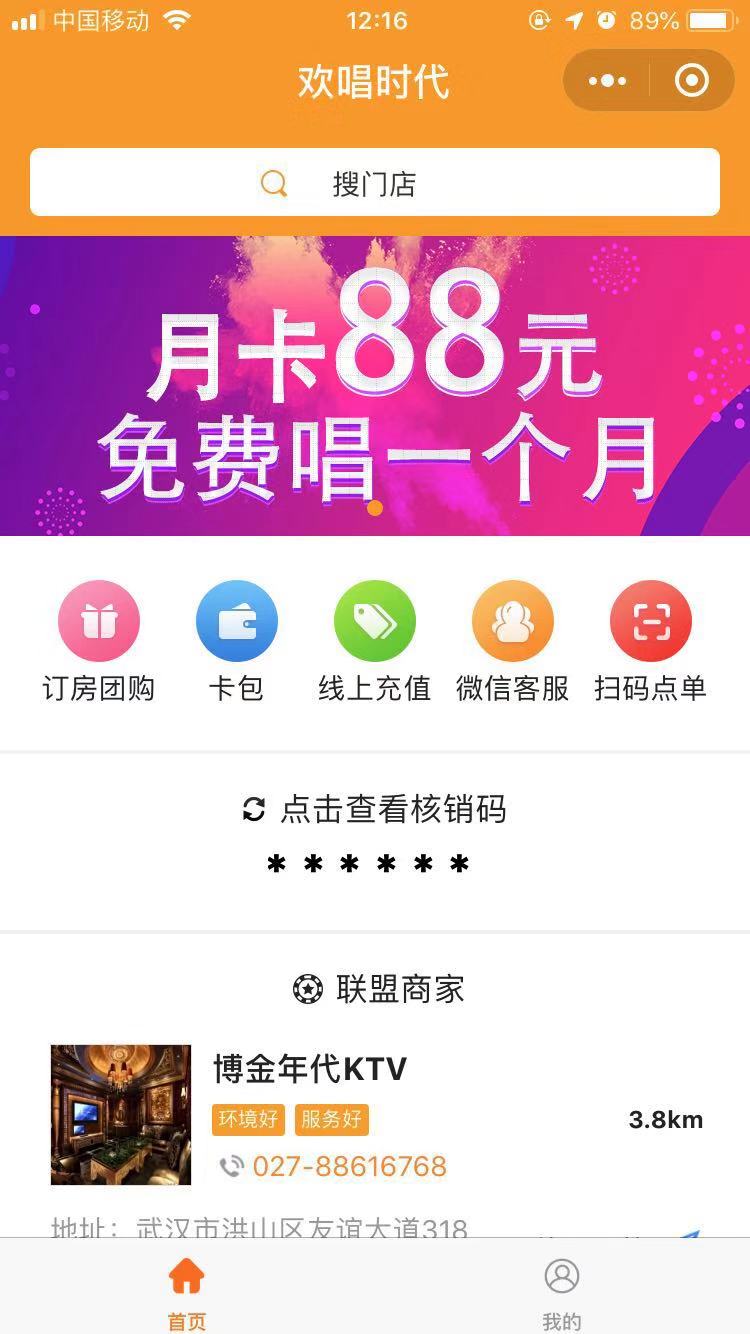 中国移动 12:16 89%
欢唱时代
搜门店
月卡88元
免费唱一个月
订房团购 卡包 线上充值 微信客服 扫码点单
点击查看核销码
* * * * * *
联盟商家
博金年代KTV
环境好 服务好 3.8km
027-88616768
地址：武汉市洪山区友谊大道318
首页 我的